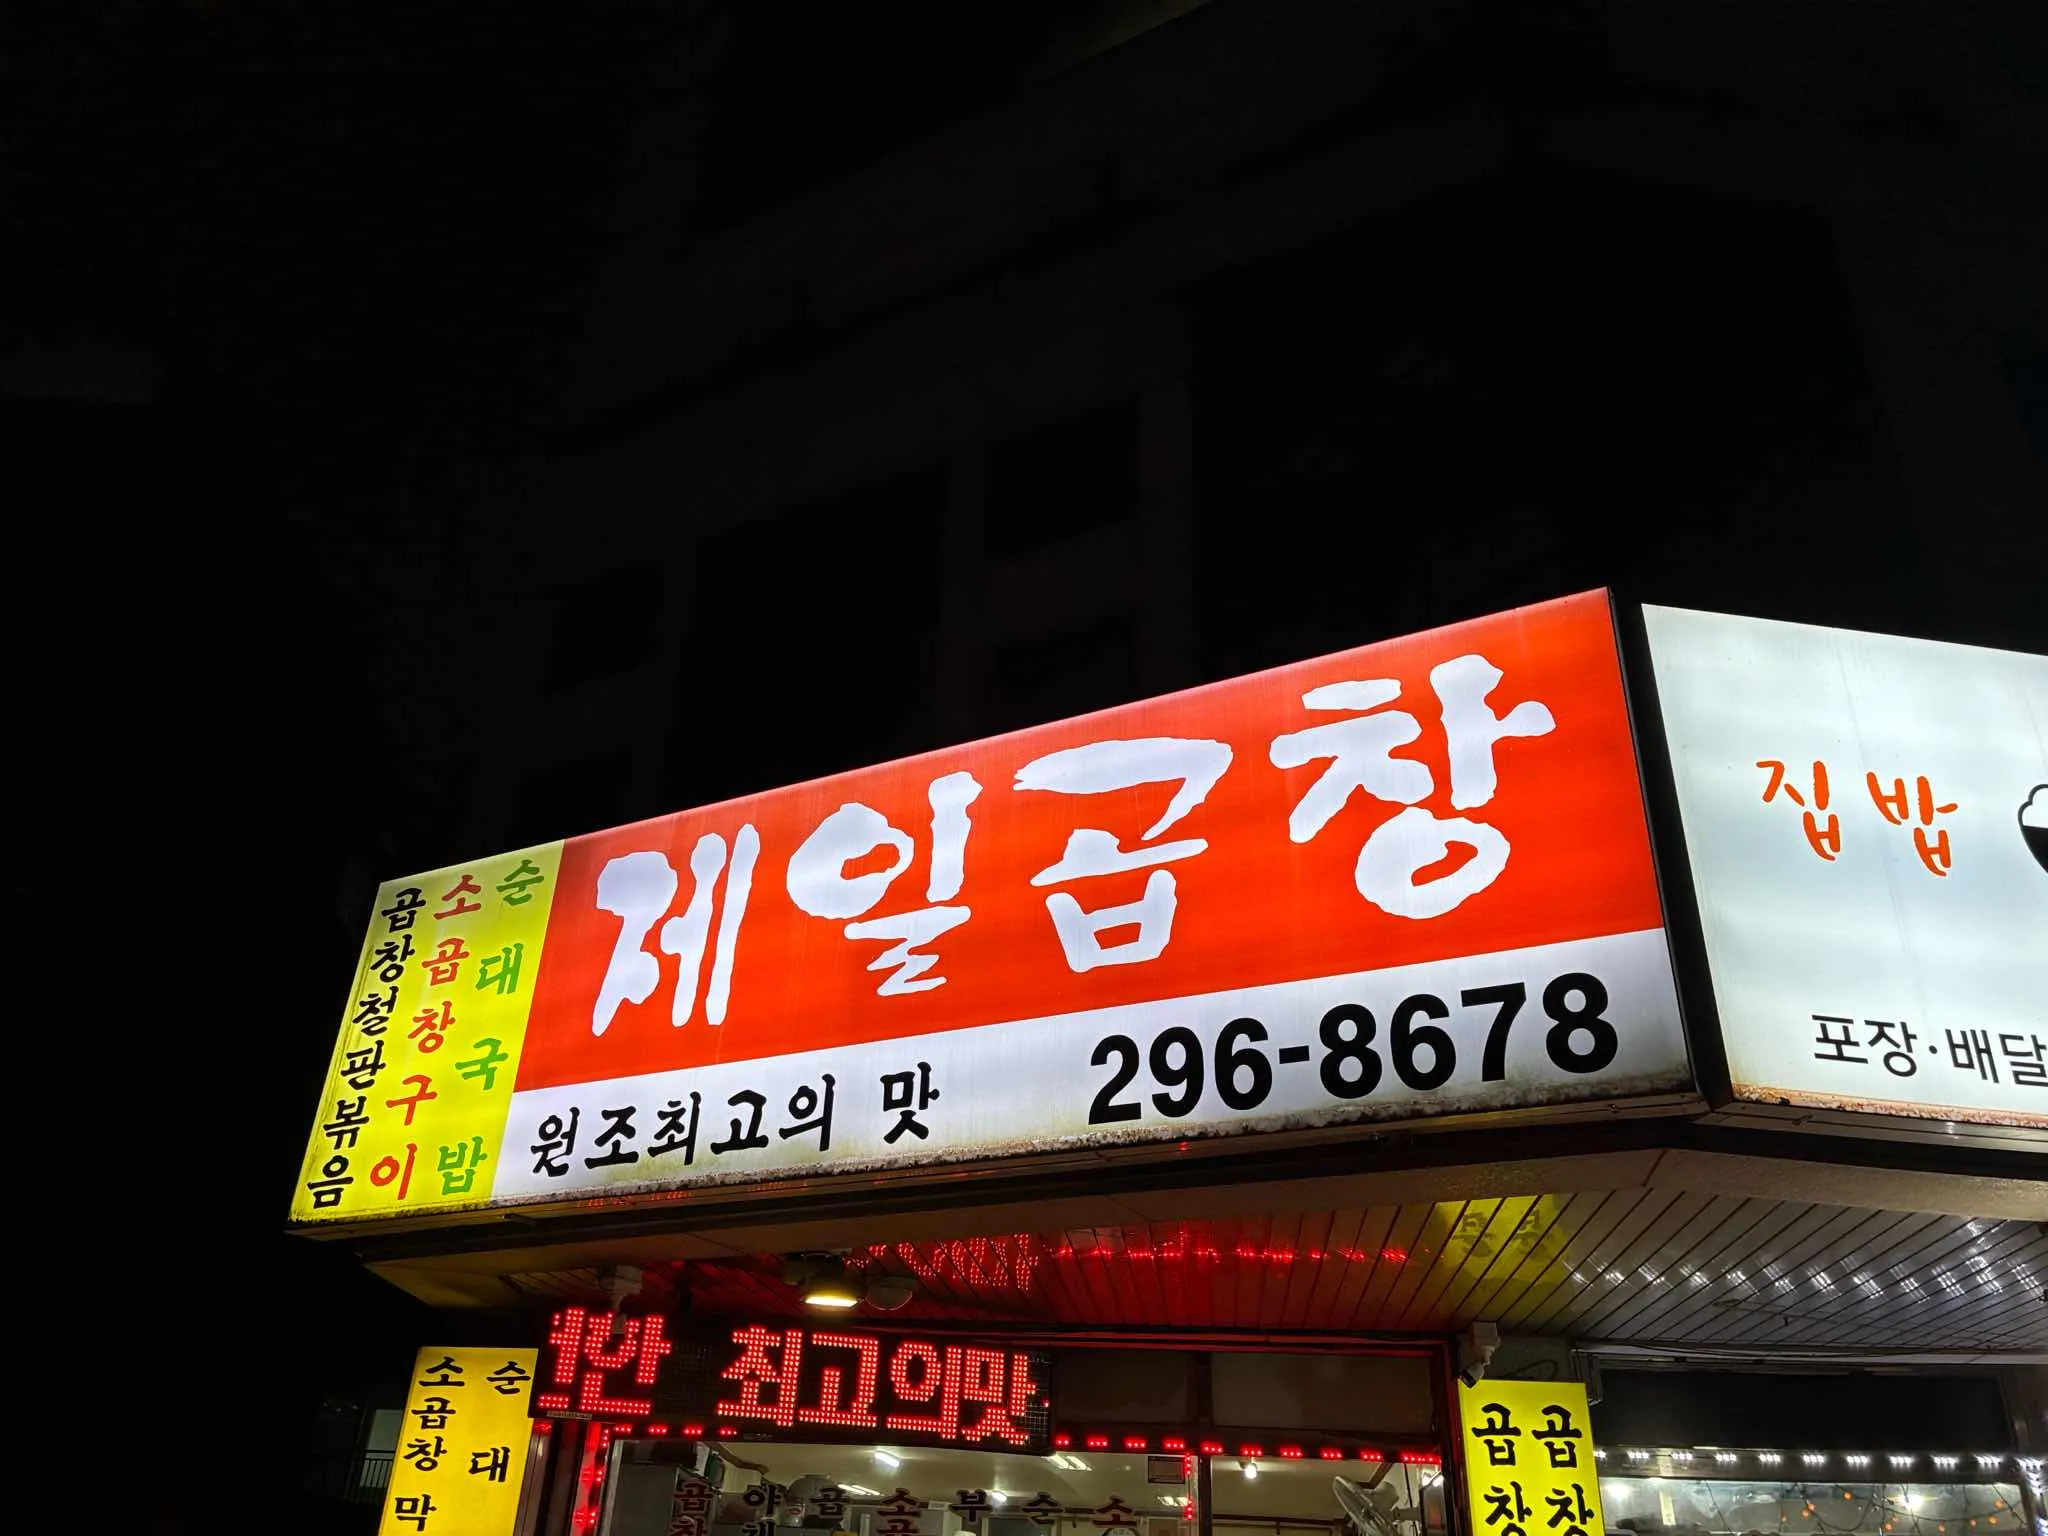 곱창철판볶음
소곱창구이
순대국밥
제일곱창
원조최고의 맛
296-8678
집밥
포장·배달
최고의맛
소곱창막
순대
곱창
곱창